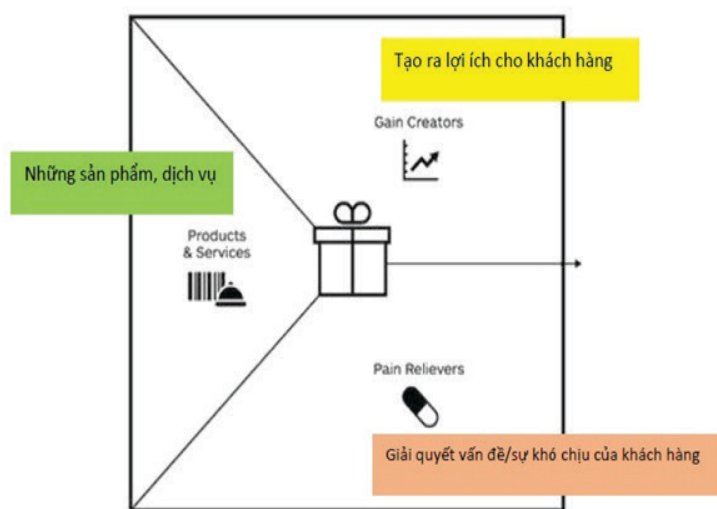 Tạo ra lợi ích cho khách hàng
Gain Creators
Những sản phẩm, dịch vụ
Products
& Services
Pain Relievers
Giải quyết vấn đề/sự khó chịu của khách hàng